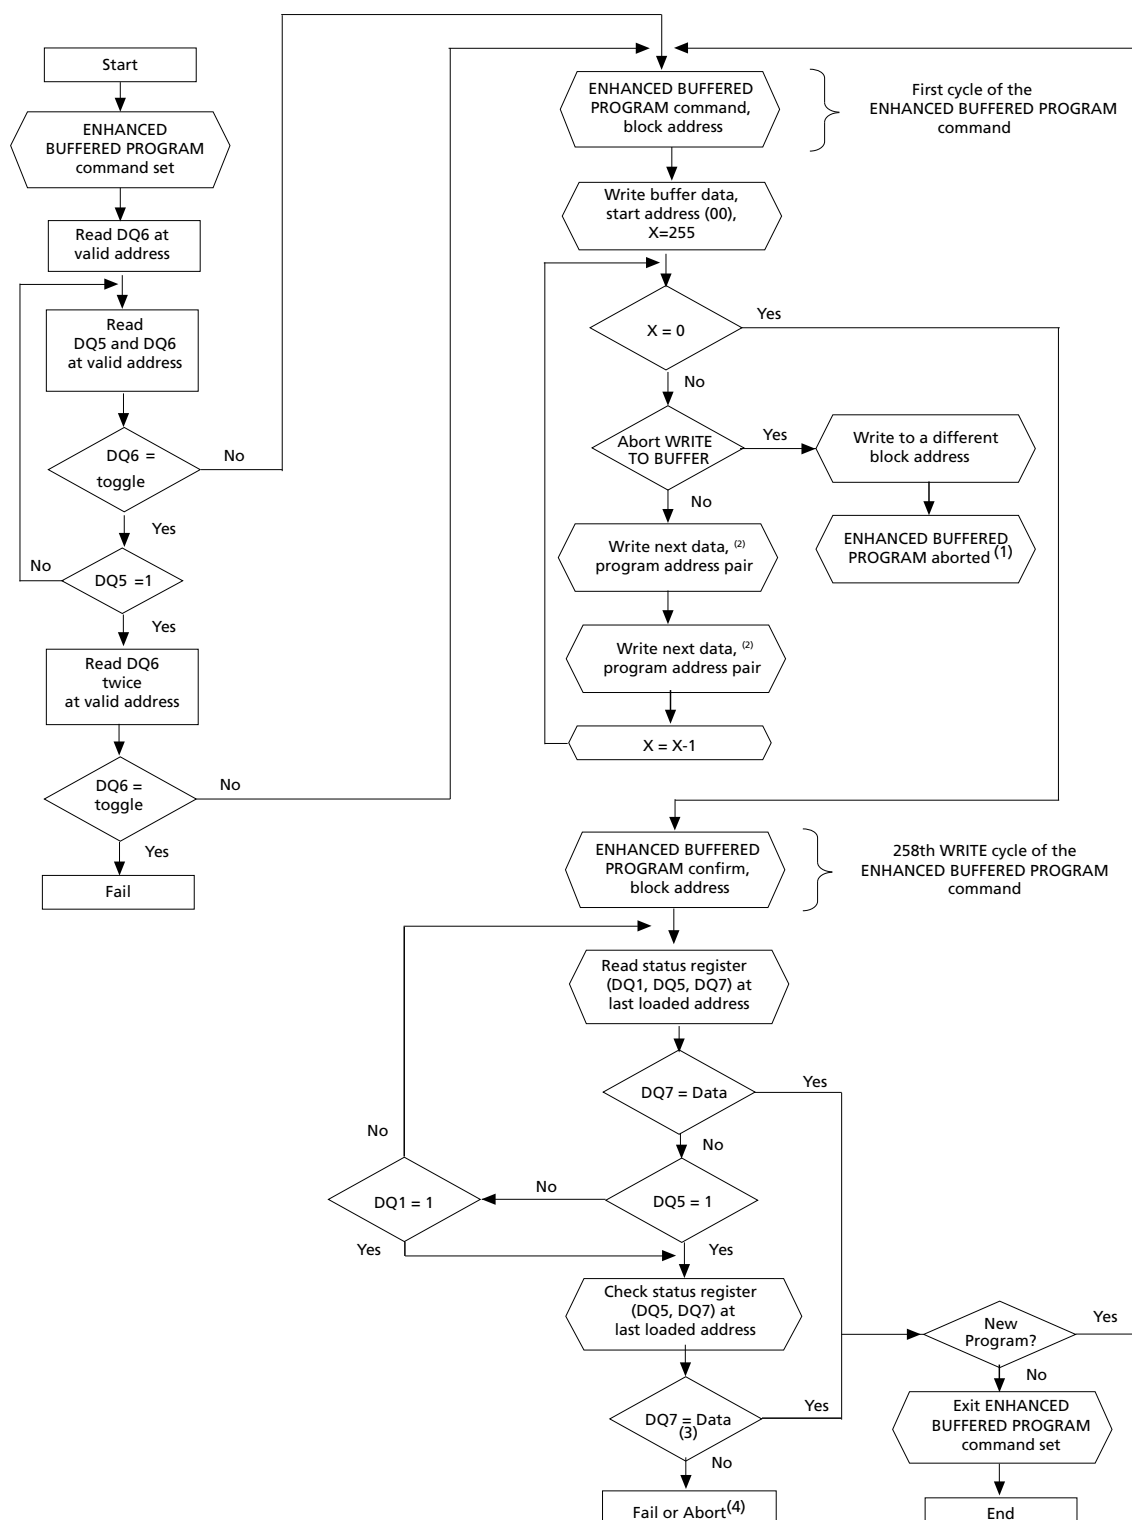 Start
ENHANCED
BUFFERED PROGRAM
command set
Read DQ6 at
valid address
Read
DQ5 and DQ6
at valid address
DQ6 =
toggle
No
Yes
DQ5 =1
No
Yes
Read DQ6
twice
at valid address
DQ6 =
toggle
No
Yes
Fail
ENHANCED BUFFERED
PROGRAM command,
block address
First cycle of the
ENHANCED BUFFERED PROGRAM
command
Write buffer data,
start address (00),
X=255
X = 0
Yes
No
Abort WRITE
TO BUFFER
Yes
Write to a different
block address
No
ENHANCED BUFFERED
PROGRAM aborted (1)
Write next data, (2)
program address pair
Write next data, (2)
program address pair
X = X-1
ENHANCED BUFFERED
PROGRAM confirm,
block address
258th WRITE cycle of the
ENHANCED BUFFERED PROGRAM
command
Read status register
(DQ1, DQ5, DQ7) at
last loaded address
DQ7 = Data
Yes
No
No
DQ5 = 1
No
DQ1 = 1
Yes
Yes
Check status register
(DQ5, DQ7) at
last loaded address
DQ7 = Data
(3)
Yes
No
Fail or Abort(4)
New
Program?
Yes
No
Exit ENHANCED
BUFFERED PROGRAM
command set
End